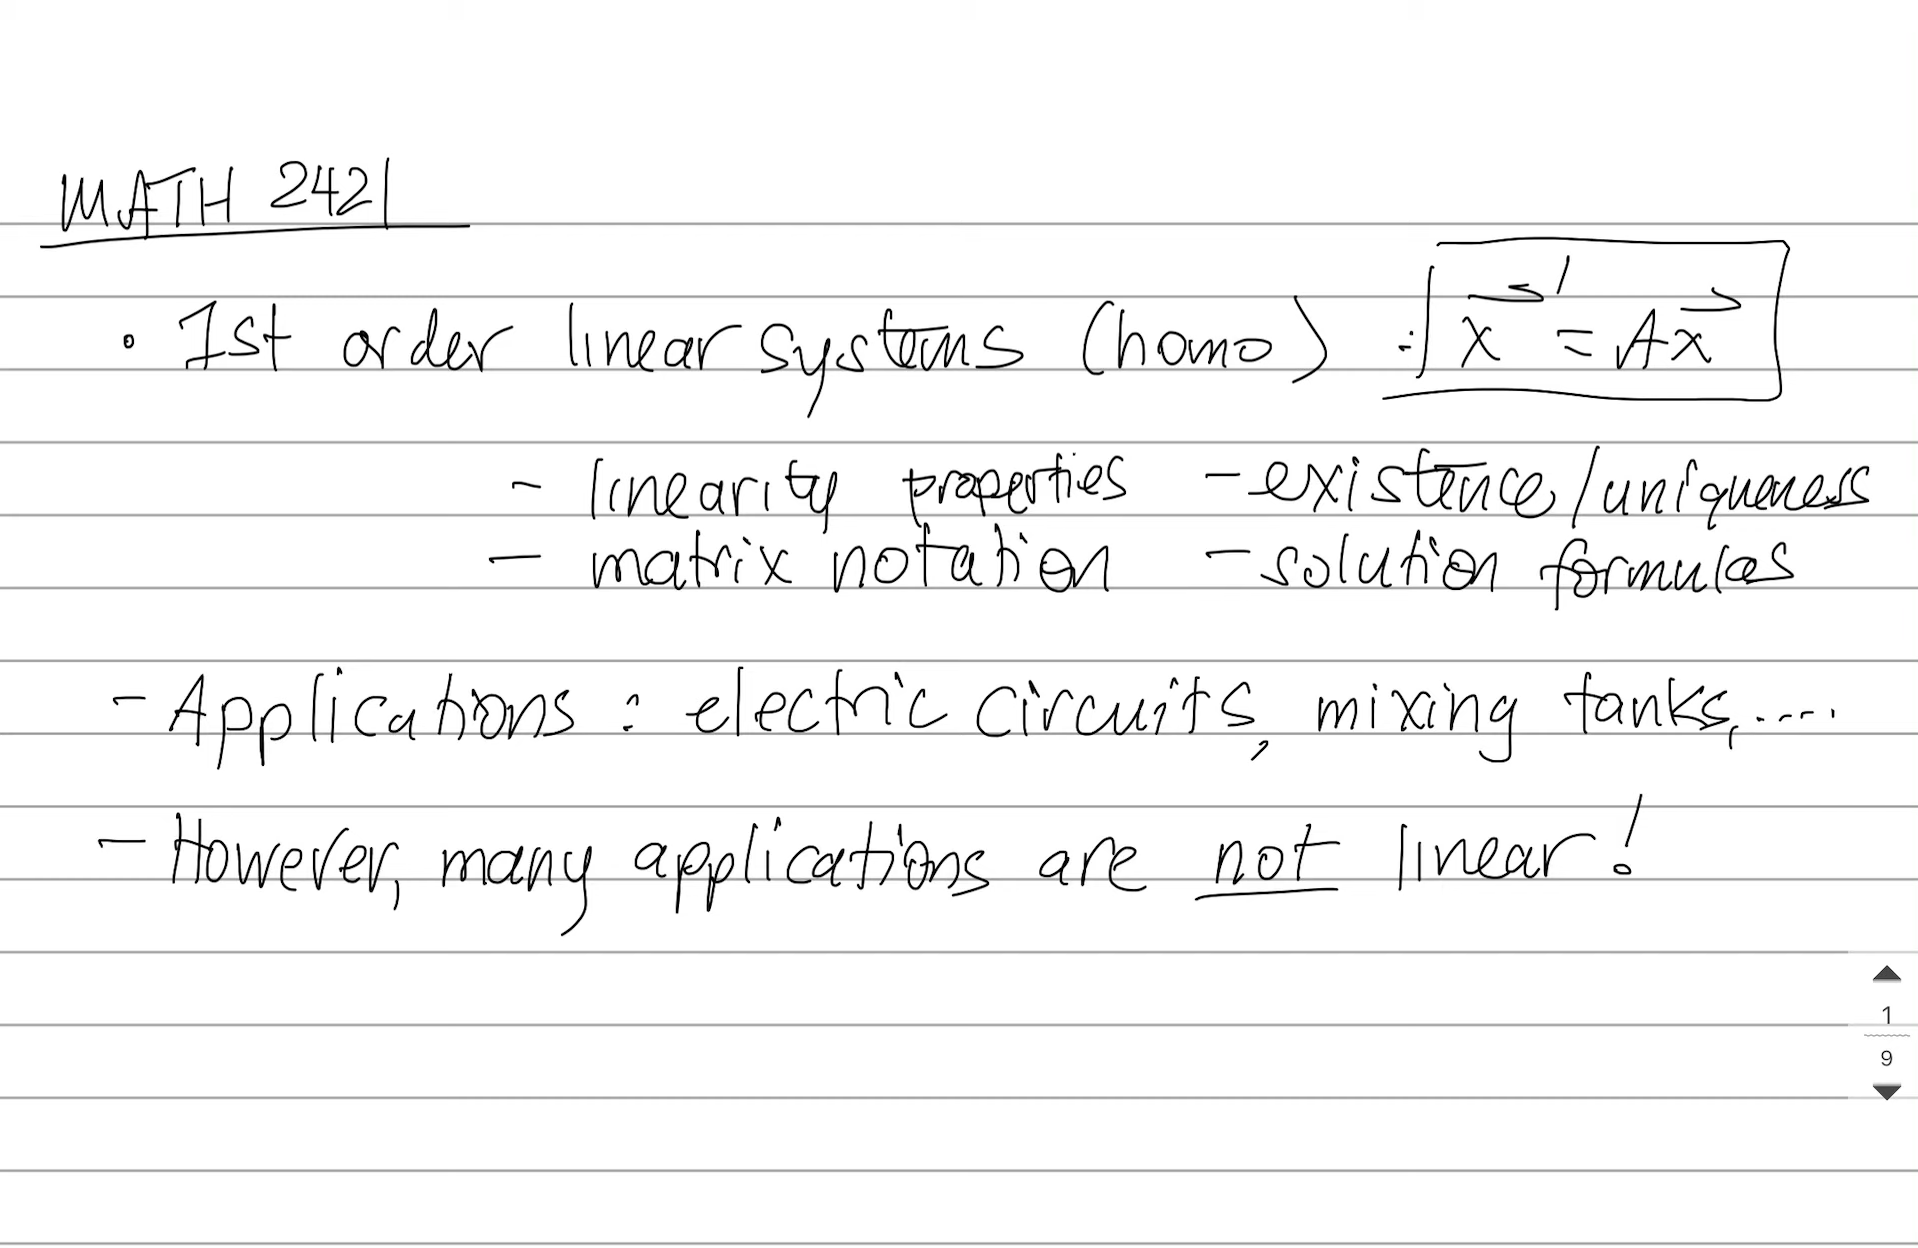 MATH 2421
• 1st order linear systems (homo) : x⃗' = Ax⃗
- linearity properties - existence/uniqueness
- matrix notation - solution formulas
- Applications : electric circuits, mixing tanks, ....
- However, many applications are not linear!
1
9